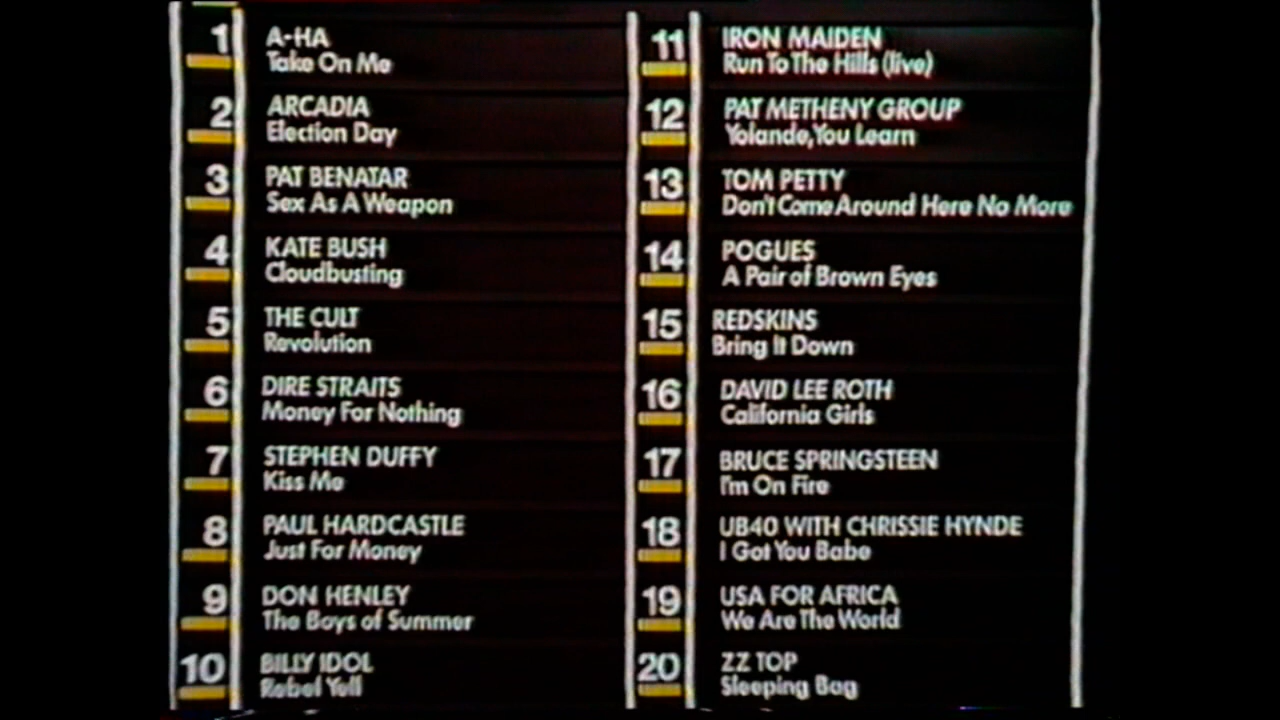 1 A-HA
Take On Me
2 ARCADIA
Election Day
3 PAT BENATAR
Sex As A Weapon
4 KATE BUSH
Cloudbusting
5 THE CULT
Revolution
6 DIRE STRAITS
Money For Nothing
7 STEPHEN DUFFY
Kiss Me
8 PAUL HARDCASTLE
Just For Money
9 DON HENLEY
The Boys of Summer
10 BILLY IDOL
Rebel Yell
11 IRON MAIDEN
Run To The Hills (live)
12 PAT METHENY GROUP
Yolande, You Learn
13 TOM PETTY
Don't Come Around Here No More
14 POGUES
A Pair of Brown Eyes
15 REDSKINS
Bring It Down
16 DAVID LEE ROTH
California Girls
17 BRUCE SPRINGSTEEN
I'm On Fire
18 UB40 WITH CHRISSIE HYNDE
I Got You Babe
19 USA FOR AFRICA
We Are The World
20 ZZ TOP
Sleeping Bag